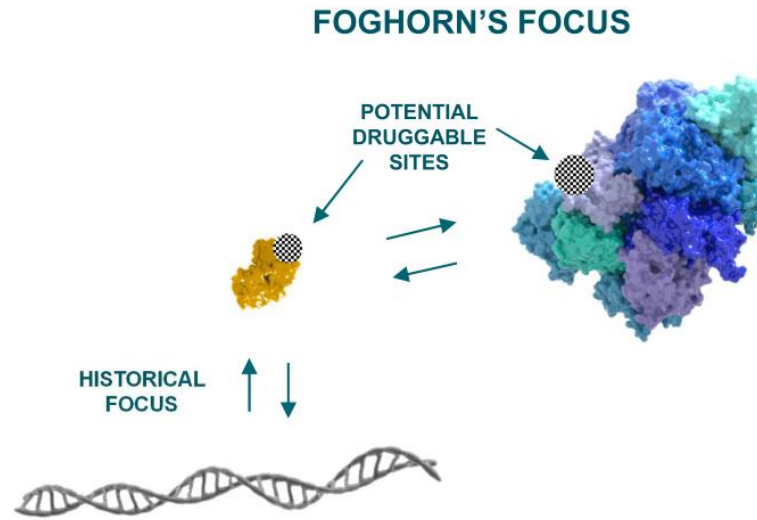 FOGHORN'S FOCUS
POTENTIAL
DRUGGABLE
SITES
HISTORICAL
FOCUS